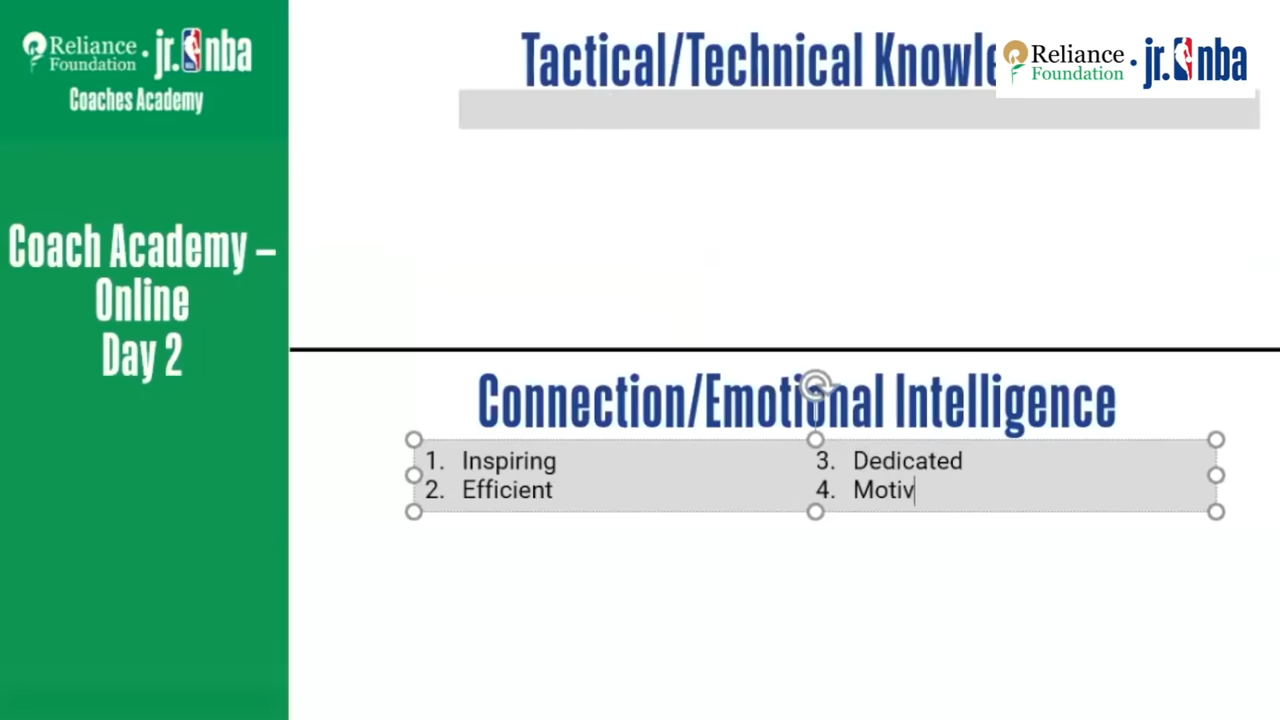 Reliance
Foundation
jr. nba
Coaches Academy
Coach Academy –
Online
Day 2
Tactical/Technical Knowle
Reliance
Foundation
jr. nba
Connection/Emotional Intelligence
1. Inspiring
2. Efficient
3. Dedicated
4. Motiv